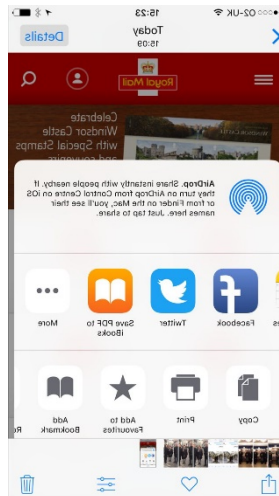 O2-UK
15:23
Today
16:09
Details
Royal Mail
Celebrate
Windsor Castle
with Special Stamps
and souvenirs
AirDrop. Share instantly with people nearby. If
they turn on AirDrop from Control Centre on iOS
or from Finder on the Mac, you'll see their
names here. Just tap to share.
Facebook
Twitter
Save PDF to
iBooks
More
Copy
Print
Add to
Favourites
Add
Bookmark